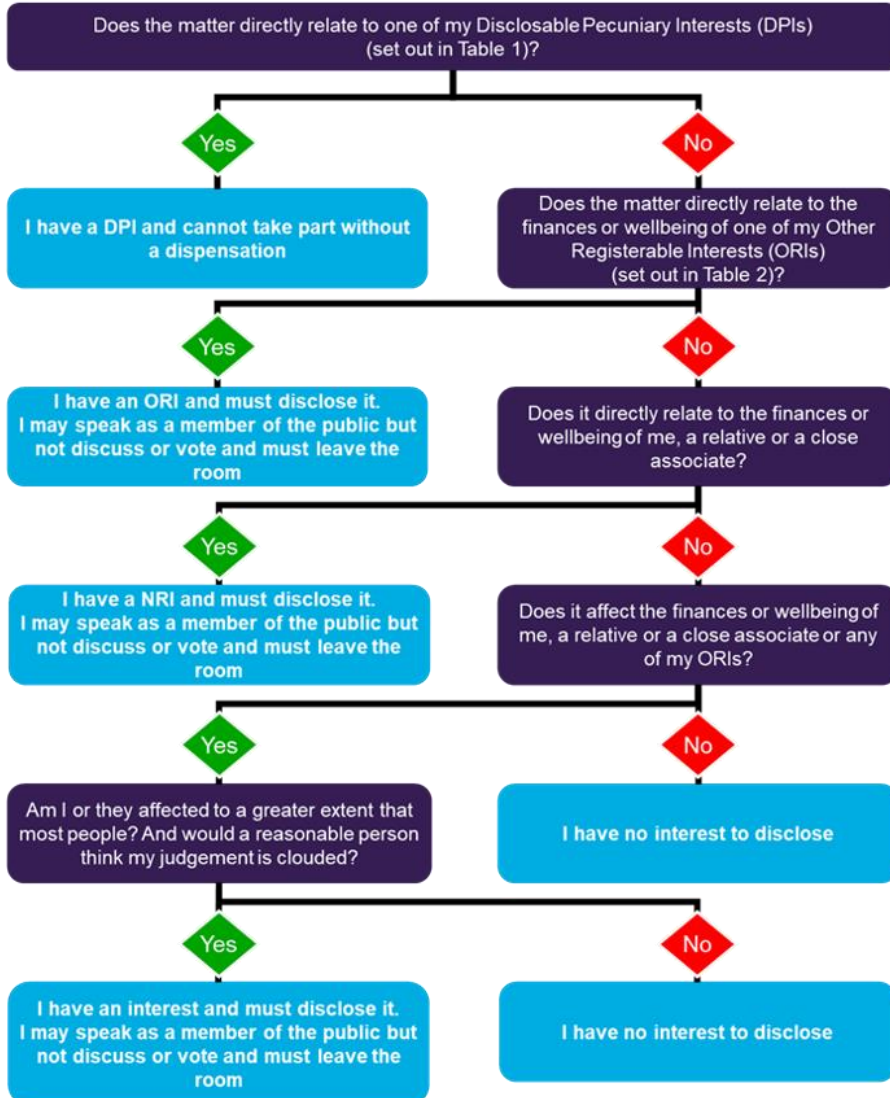 Does the matter directly relate to one of my Disclosable Pecuniary Interests (DPIs)
(set out in Table 1)?
Yes
No
I have a DPI and cannot take part without
a dispensation
Does the matter directly relate to the
finances or wellbeing of one of my Other
Registerable Interests (ORIs)
(set out in Table 2)?
Yes
No
I have an ORI and must disclose it.
I may speak as a member of the public but
not discuss or vote and must leave the
room
Does it directly relate to the finances or
wellbeing of me, a relative or a close
associate?
Yes
No
I have a NRI and must disclose it.
I may speak as a member of the public but
not discuss or vote and must leave the
room
Does it affect the finances or wellbeing of
me, a relative or a close associate or any
of my ORIs?
Yes
No
Am I or they affected to a greater extent that
most people? And would a reasonable person
think my judgement is clouded?
I have no interest to disclose
Yes
No
I have an interest and must disclose it.
I may speak as a member of the public but
not discuss or vote and must leave the
room
I have no interest to disclose